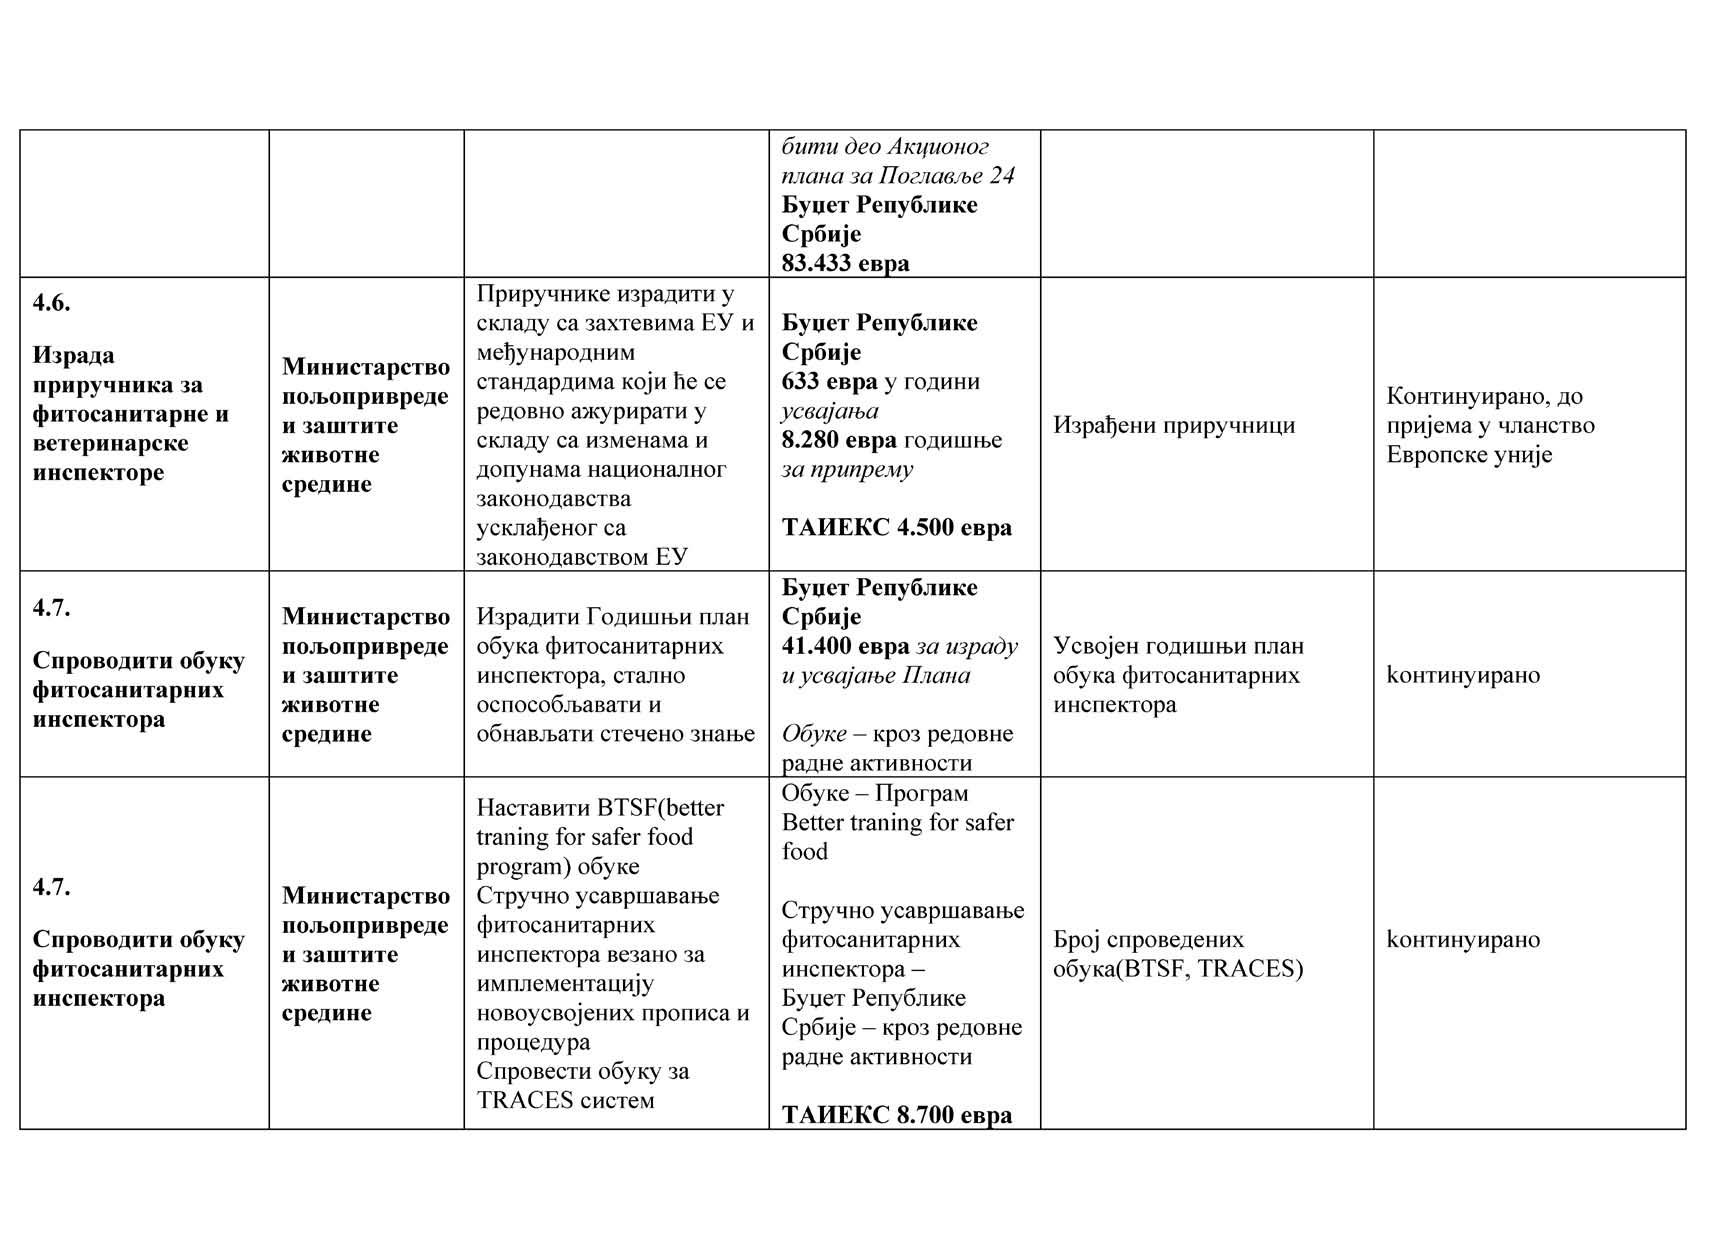 бити део Акционог
плана за Поглавље 24
Буџет Републике
Србије
83.433 евра
4.6.
Израда
приручника за
фитосанитарне и
ветеринарске
инспекторе
Министарство
пољопривреде
и заштите
животне
средине
Приручнике израдити у
складу са захтевима ЕУ и
међународним
стандардима који ће се
редовно ажурирати у
складу са изменама и
допунама националног
законодавства
усклађеног са
законодавством ЕУ
Буџет Републике
Србије
633 евра у години
усвајања
8.280 евра годишње
за припрему
ТАИЕКС 4.500 евра
Израђени приручници
Континуирано, до
пријема у чланство
Европске уније
4.7.
Спроводити обуку
фитосанитарних
инспектора
Министарство
пољопривреде
и заштите
животне
средине
Израдити Годишњи план
обука фитосанитарних
инспектора, стално
оспособљавати и
обнављати стечено знање
Буџет Републике
Србије
41.400 евра за израду
и усвајање Плана
Обуке – кроз редовне
радне активности
Усвојен годишњи план
обука фитосанитарних
инспектора
kонтинуирано
4.7.
Спроводити обуку
фитосанитарних
инспектора
Министарство
пољопривреде
и заштите
животне
средине
Наставити BTSF(better
traning for safer food
program) обуке
Стручно усавршавање
фитосанитарних
инспектора везано за
имплементацију
новоусвојених прописа и
процедура
Спровести обуку за
TRACES систем
Обуке – Програм
Better traning for safer
food
Стручно усавршавање
фитосанитарних
инспектора –
Буџет Републике
Србије – кроз редовне
радне активности
ТАИЕКС 8.700 евра
Број спроведених
обука(BTSF, TRACES)
kонтинуирано